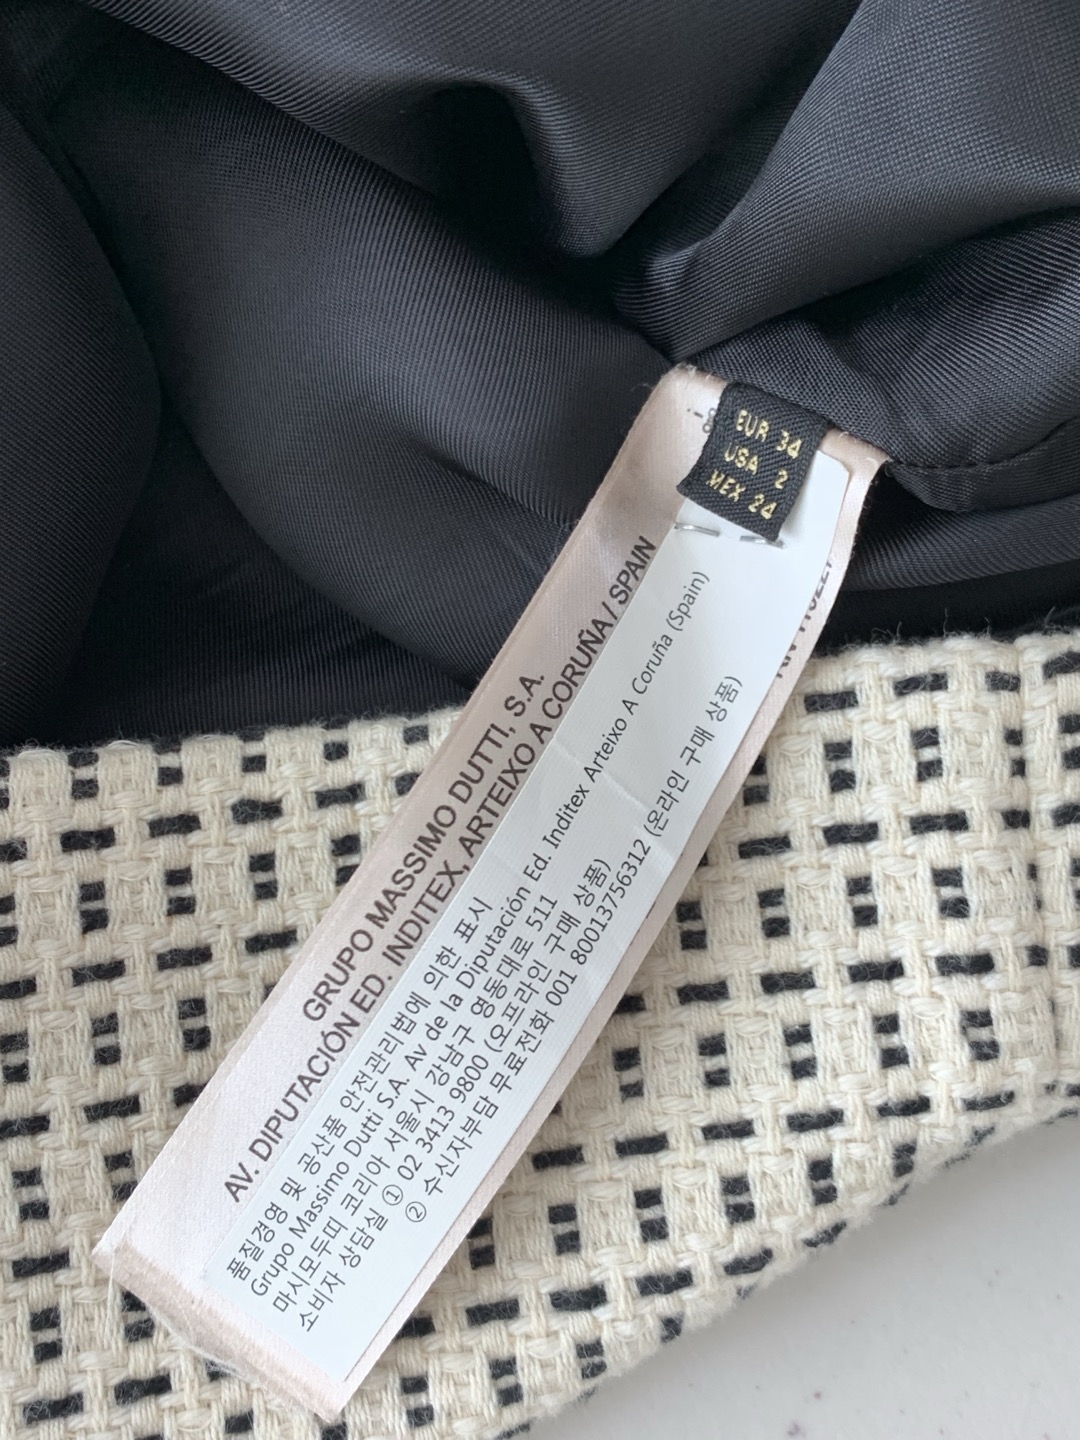 EUR 34
USA 2
MEX 24
GRUPO MASSIMO DUTTI, S.A.
AV. DIPUTACIÓN ED. INDITEX, ARTEIXO A CORUÑA / SPAIN
품질경영 및 공산품 안전관리법에 의한 표시
Grupo Massimo Dutti S.A. Av de la Diputación Ed. Inditex Arteixo A Coruña (Spain)
마시모두띠 코리아 서울시 강남구 영동대로 511
소비자 상담실 ① 02 3413 9800 (오프라인 구매 상품)
② 수신자부담 무료전화 001 80013756312 (온라인 구매 상품)